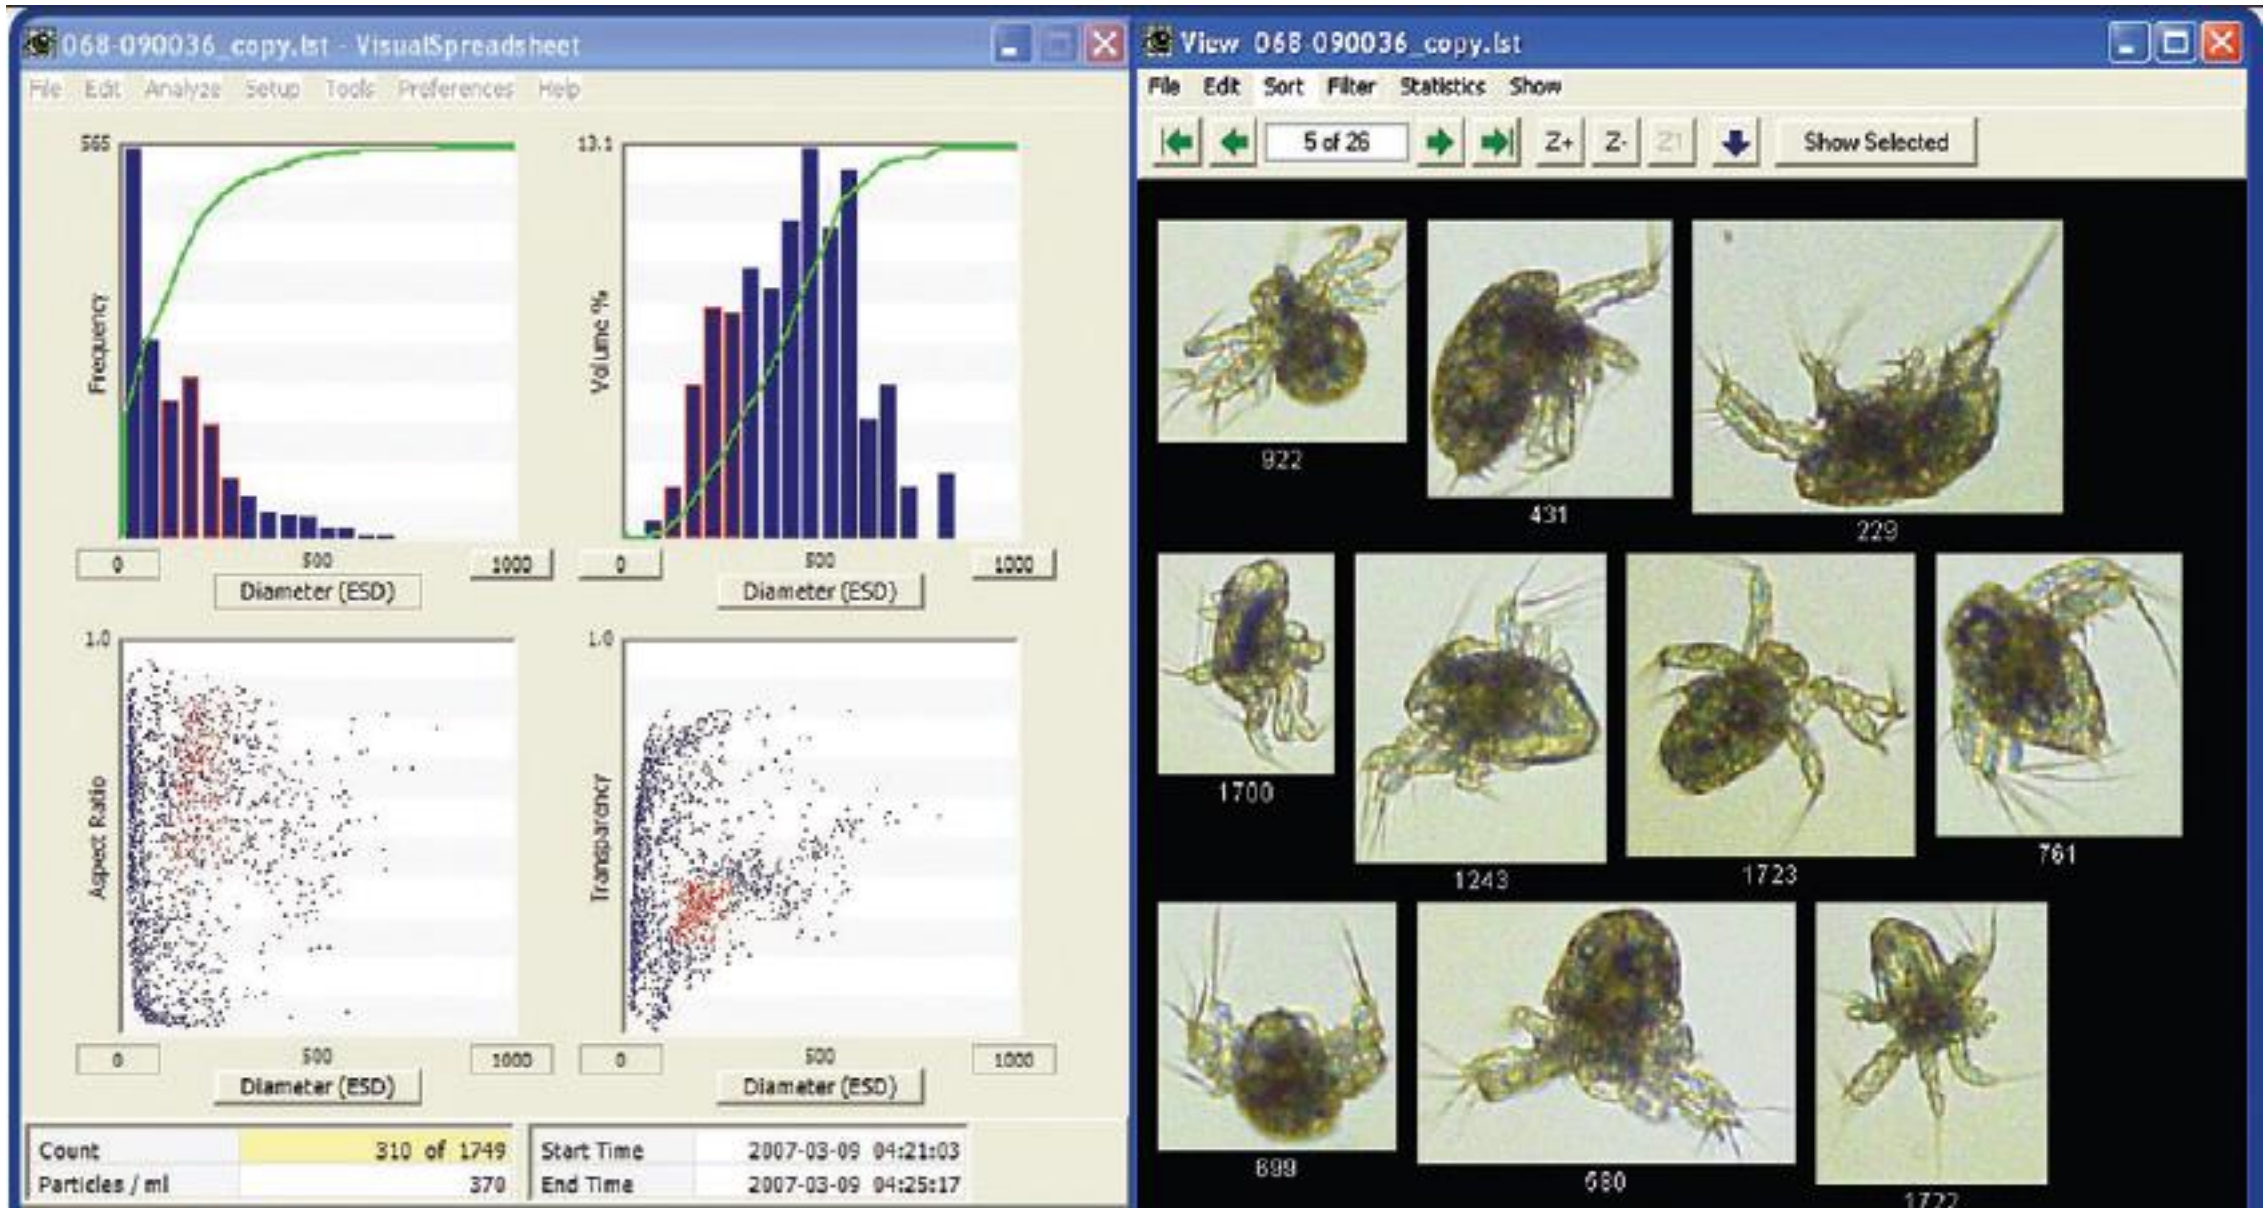 068-090036_copy.lst - VisualSpreadsheet
File Edit Analyze Setup Tools Preferences Help
565
Frequency
0 500 1000
Diameter (ESD)
13.1
Volume %
0 500 1000
Diameter (ESD)
1.0
Aspect Ratio
0 500 1000
Diameter (ESD)
1.0
Transparency
0 500 1000
Diameter (ESD)
Count 310 of 1749
Particles / ml 370
Start Time 2007-03-09 04:21:03
End Time 2007-03-09 04:25:17
View 068-090036_copy.lst
File Edit Sort Filter Statistics Show
5 of 26 Z+ Z- Z1 Show Selected
922
431
229
1700
1243
1723
761
699
680
1722